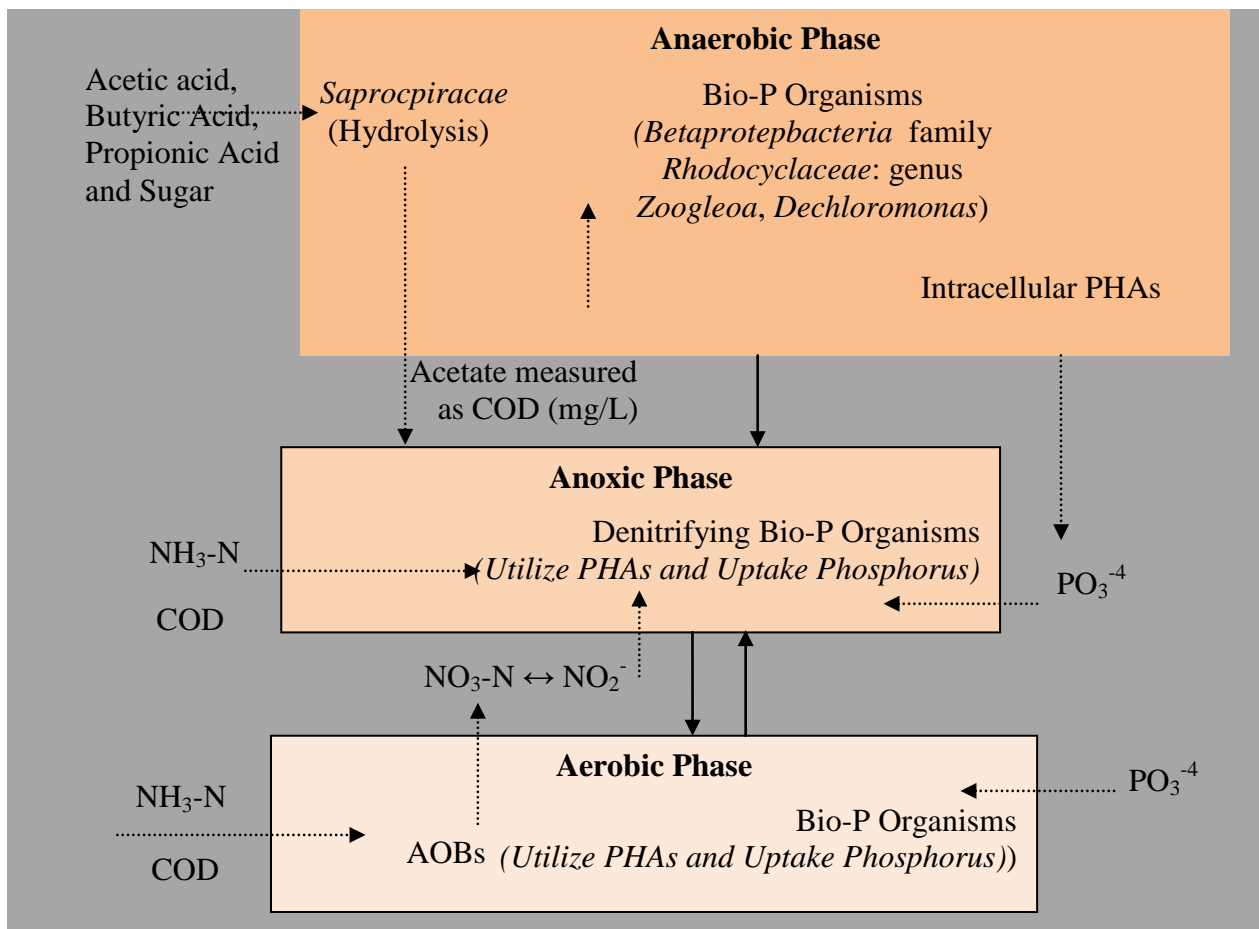 Anaerobic Phase
Acetic acid,
Butyric Acid,
Propionic Acid
and Sugar
Saprocpiracae
(Hydrolysis)
Bio-P Organisms
(Betaprotepbacteria family
Rhodocyclaceae: genus
Zoogleoa, Dechloromonas)
Intracellular PHAs
Acetate measured
as COD (mg/L)
Anoxic Phase
Denitrifying Bio-P Organisms
(Utilize PHAs and Uptake Phosphorus)
NH₃-N
COD
PO₃⁻⁴
NO₃-N ↔ NO₂⁻
Aerobic Phase
NH₃-N
COD
PO₃⁻⁴
Bio-P Organisms
AOBs (Utilize PHAs and Uptake Phosphorus))